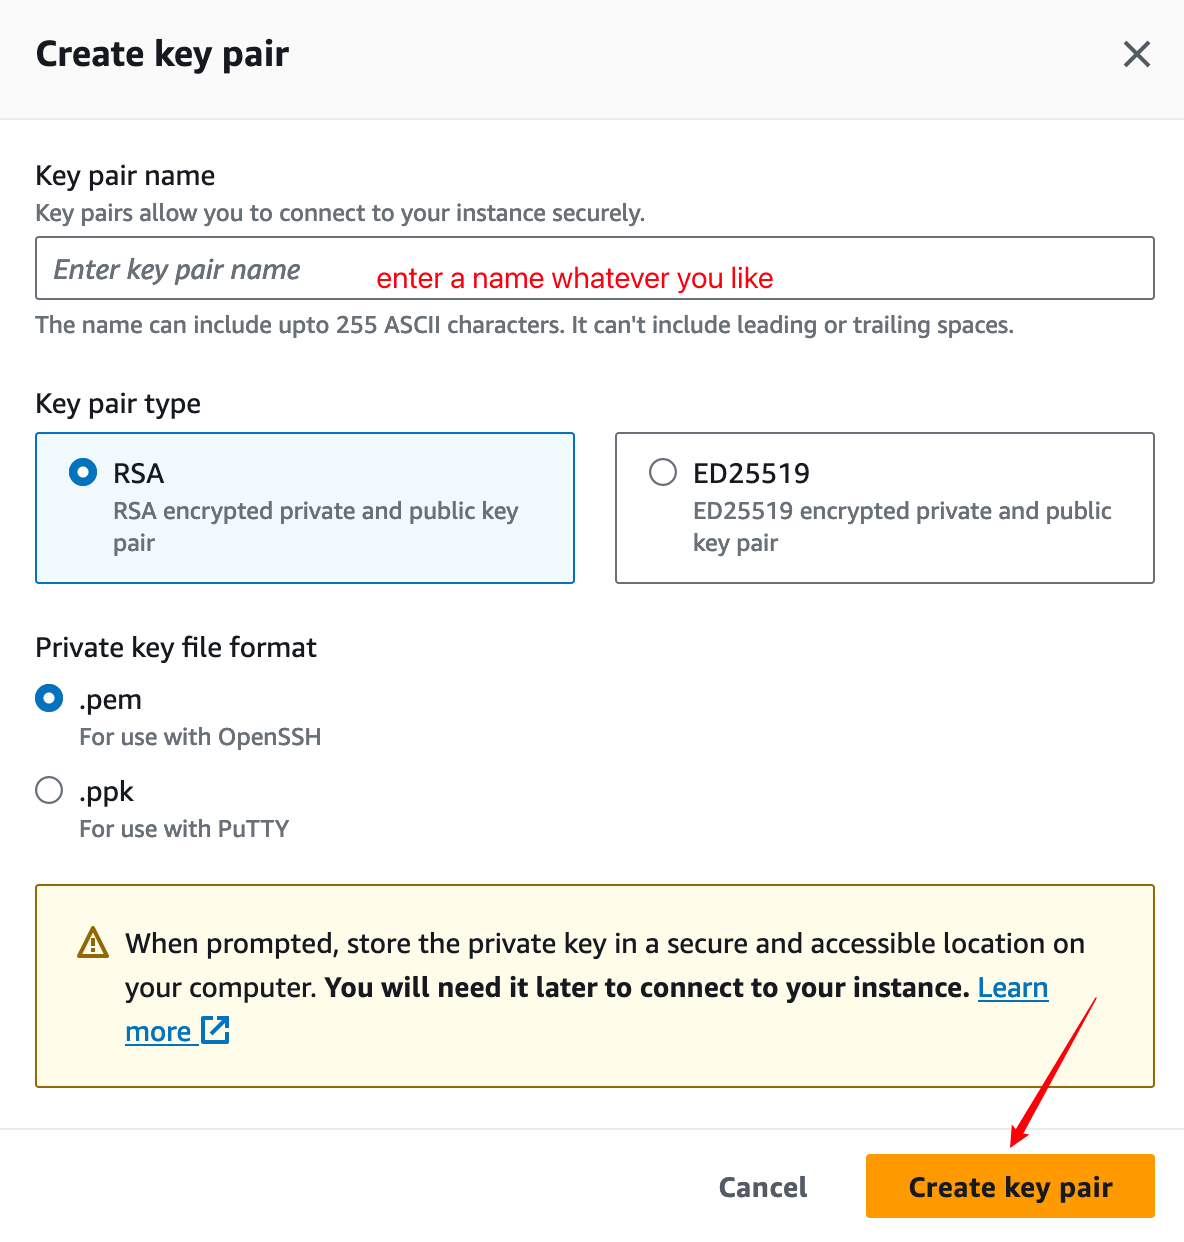 Create key pair
Key pair name
Key pairs allow you to connect to your instance securely.
Enter key pair name
enter a name whatever you like
The name can include upto 255 ASCII characters. It can't include leading or trailing spaces.
Key pair type
RSA
RSA encrypted private and public key
pair
ED25519
ED25519 encrypted private and public
key pair
Private key file format
.pem
For use with OpenSSH
.ppk
For use with PuTTY
When prompted, store the private key in a secure and accessible location on
your computer. You will need it later to connect to your instance. Learn
more
Cancel
Create key pair